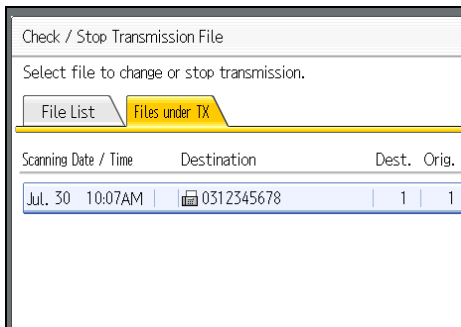 Check / Stop Transmission File
Select file to change or stop transmission.
File List Files under TX
Scanning Date / Time Destination Dest. Orig.
Jul. 30 10:07AM 0312345678 1 1